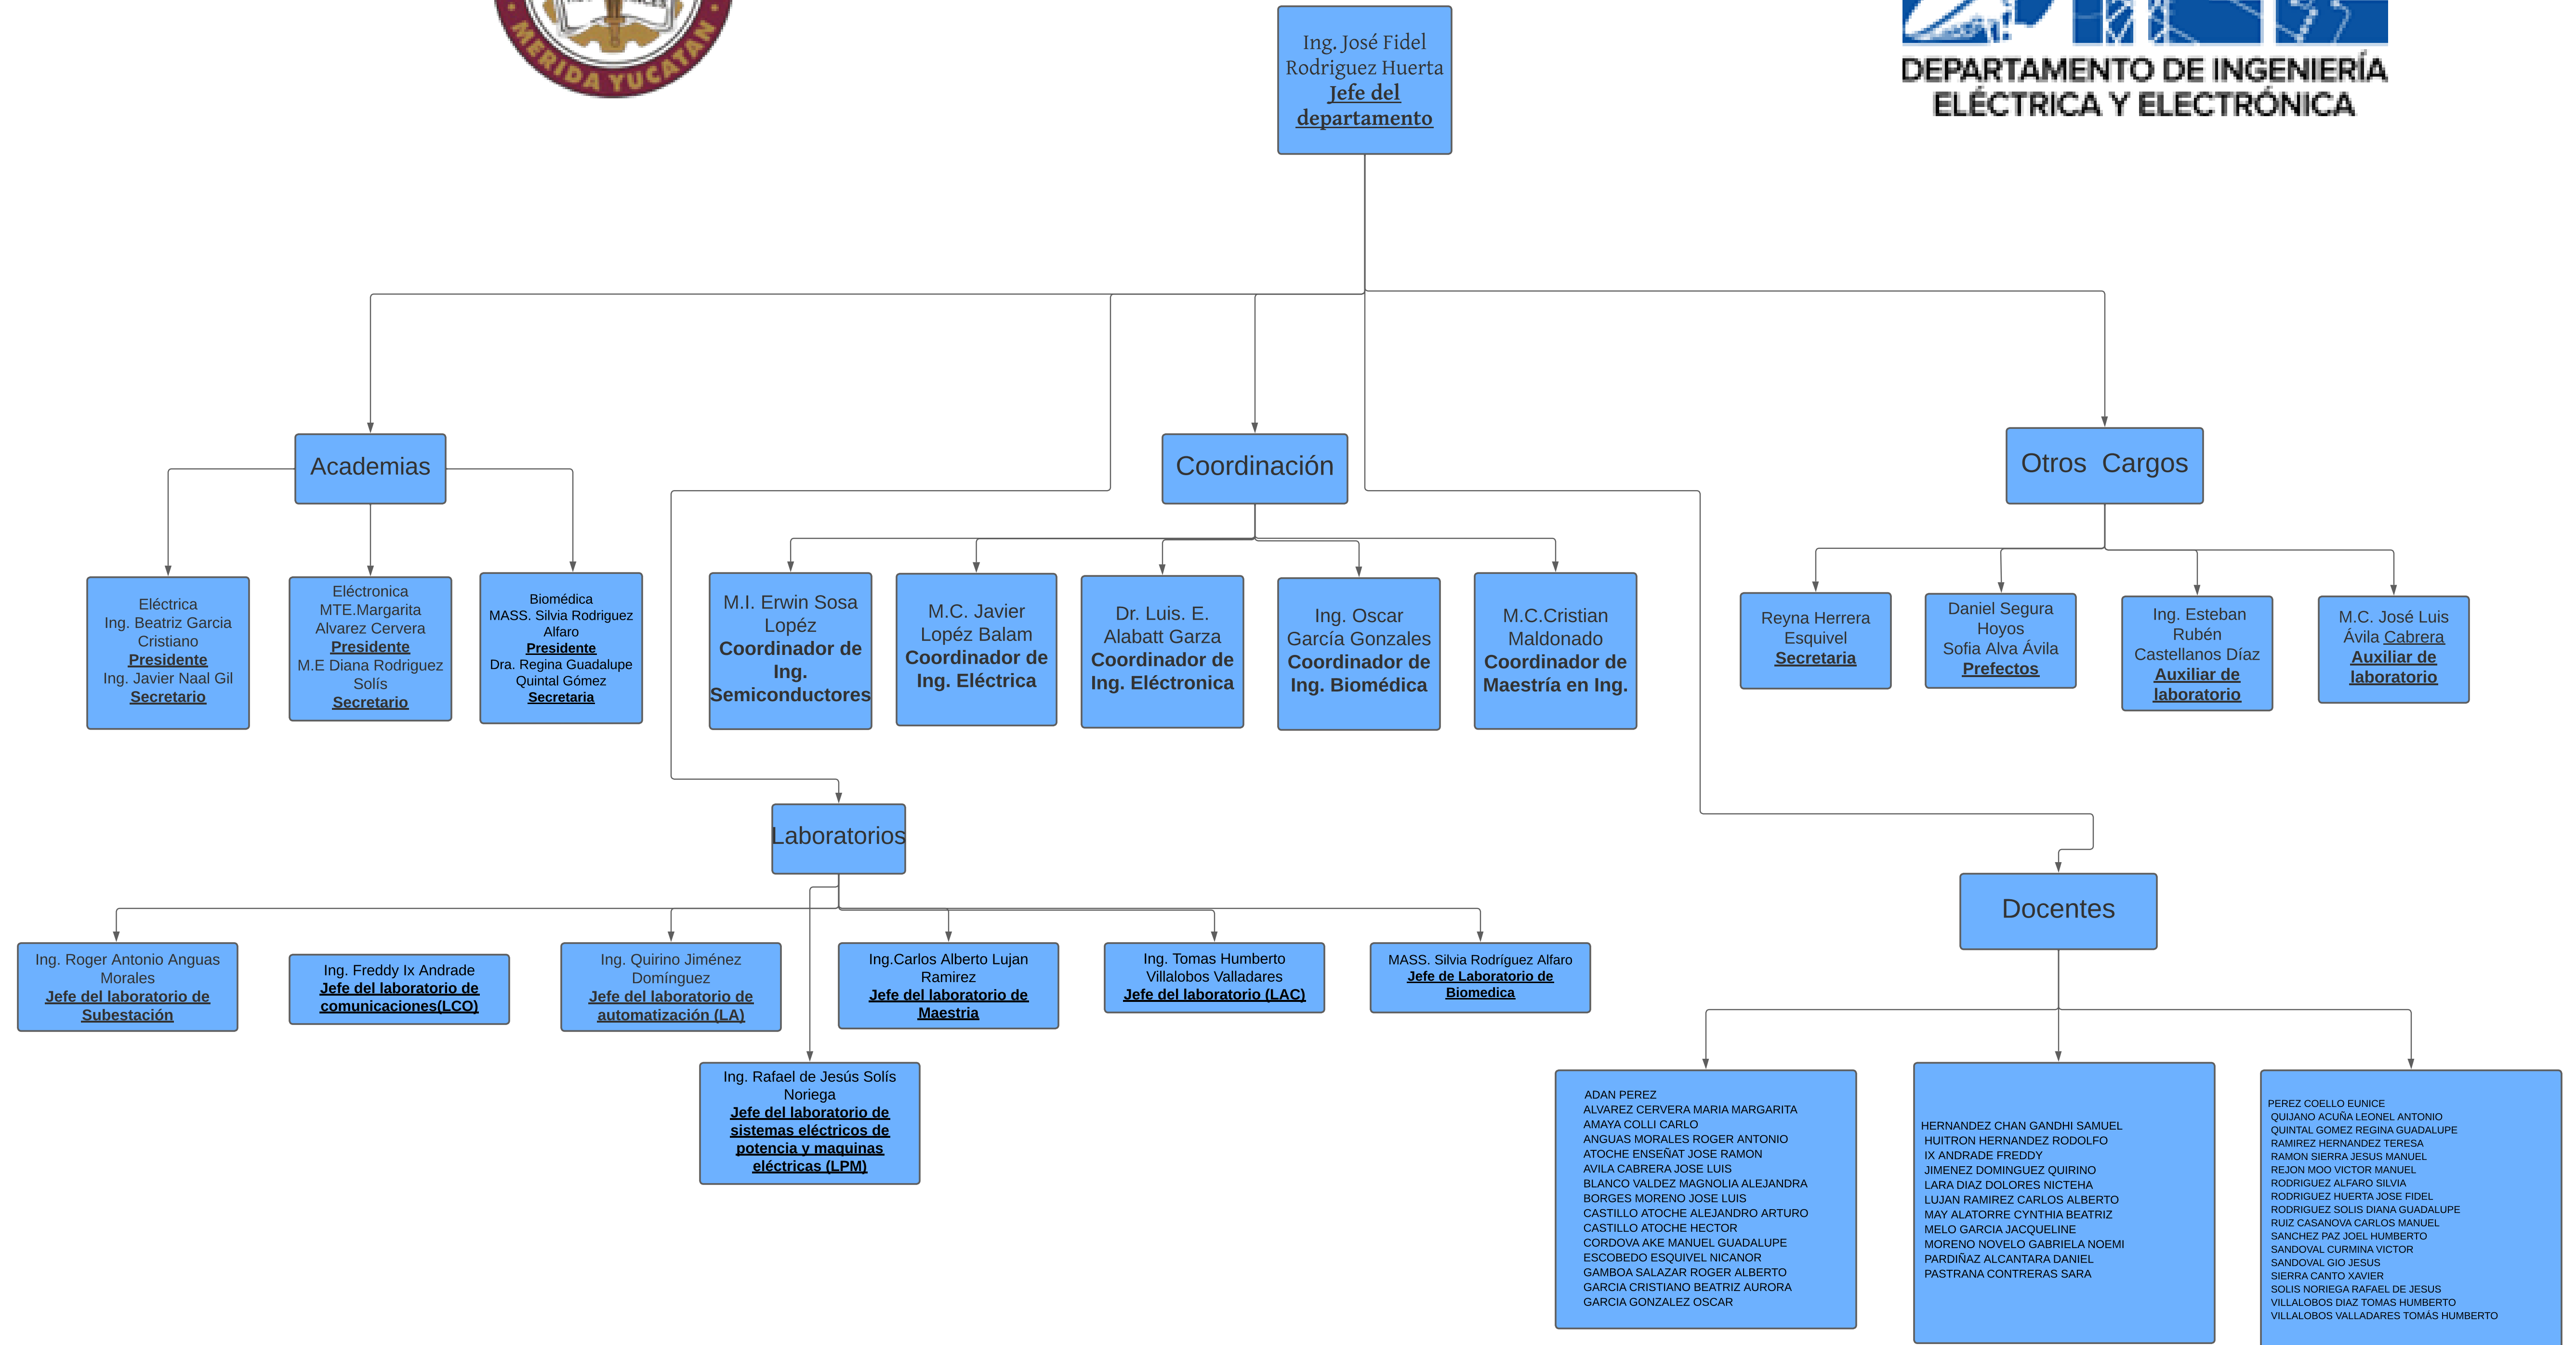 MERIDA YUCATAN
Ing. José Fidel
Rodriguez Huerta
Jefe del
departamento
DEPARTAMENTO DE INGENIERÍA
ELÉCTRICA Y ELECTRÓNICA
Academias
Coordinación
Otros Cargos
Eléctrica
Ing. Beatriz Garcia
Cristiano
Presidente
Ing. Javier Naal Gil
Secretario
Eléctronica
MTE.Margarita
Alvarez Cervera
Presidente
M.E Diana Rodriguez
Solís
Secretario
Biomédica
MASS. Silvia Rodriguez
Alfaro
Presidente
Dra. Regina Guadalupe
Quintal Gómez
Secretaria
M.I. Erwin Sosa
Lopéz
Coordinador de
Ing.
Semiconductores
M.C. Javier
Lopéz Balam
Coordinador de
Ing. Eléctrica
Dr. Luis. E.
Alabatt Garza
Coordinador de
Ing. Eléctronica
Ing. Oscar
García Gonzales
Coordinador de
Ing. Biomédica
M.C.Cristian
Maldonado
Coordinador de
Maestría en Ing.
Reyna Herrera
Esquivel
Secretaria
Daniel Segura
Hoyos
Sofia Alva Ávila
Prefectos
Ing. Esteban
Rubén
Castellanos Díaz
Auxiliar de
laboratorio
M.C. José Luis
Ávila Cabrera
Auxiliar de
laboratorio
Laboratorios
Docentes
Ing. Roger Antonio Anguas
Morales
Jefe del laboratorio de
Subestación
Ing. Freddy Ix Andrade
Jefe del laboratorio de
comunicaciones(LCO)
Ing. Quirino Jiménez
Domínguez
Jefe del laboratorio de
automatización (LA)
Ing.Carlos Alberto Lujan
Ramirez
Jefe del laboratorio de
Maestria
Ing. Tomas Humberto
Villalobos Valladares
Jefe del laboratorio (LAC)
MASS. Silvia Rodríguez Alfaro
Jefe de Laboratorio de
Biomedica
Ing. Rafael de Jesús Solís
Noriega
Jefe del laboratorio de
sistemas eléctricos de
potencia y maquinas
eléctricas (LPM)
ADAN PEREZ
ALVAREZ CERVERA MARIA MARGARITA
AMAYA COLLI CARLO
ANGUAS MORALES ROGER ANTONIO
ATOCHE ENSEÑAT JOSE RAMON
AVILA CABRERA JOSE LUIS
BLANCO VALDEZ MAGNOLIA ALEJANDRA
BORGES MORENO JOSE LUIS
CASTILLO ATOCHE ALEJANDRO ARTURO
CASTILLO ATOCHE HECTOR
CORDOVA AKE MANUEL GUADALUPE
ESCOBEDO ESQUIVEL NICANOR
GAMBOA SALAZAR ROGER ALBERTO
GARCIA CRISTIANO BEATRIZ AURORA
GARCIA GONZALEZ OSCAR
HERNANDEZ CHAN GANDHI SAMUEL
HUITRON HERNANDEZ RODOLFO
IX ANDRADE FREDDY
JIMENEZ DOMINGUEZ QUIRINO
LARA DIAZ DOLORES NICTEHA
LUJAN RAMIREZ CARLOS ALBERTO
MAY ALATORRE CYNTHIA BEATRIZ
MELO GARCIA JACQUELINE
MORENO NOVELO GABRIELA NOEMI
PARDIÑAZ ALCANTARA DANIEL
PASTRANA CONTRERAS SARA
PEREZ COELLO EUNICE
QUIJANO ACUÑA LEONEL ANTONIO
QUINTAL GOMEZ REGINA GUADALUPE
RAMIREZ HERNANDEZ TERESA
RAMON SIERRA JESUS MANUEL
REJON MOO VICTOR MANUEL
RODRIGUEZ ALFARO SILVIA
RODRIGUEZ HUERTA JOSE FIDEL
RODRIGUEZ SOLIS DIANA GUADALUPE
RUIZ CASANOVA CARLOS MANUEL
SANCHEZ PAZ JOEL HUMBERTO
SANDOVAL CURMINA VICTOR
SANDOVAL GIO JESUS
SIERRA CANTO XAVIER
SOLIS NORIEGA RAFAEL DE JESUS
VILLALOBOS DIAZ TOMAS HUMBERTO
VILLALOBOS VALLADARES TOMÁS HUMBERTO